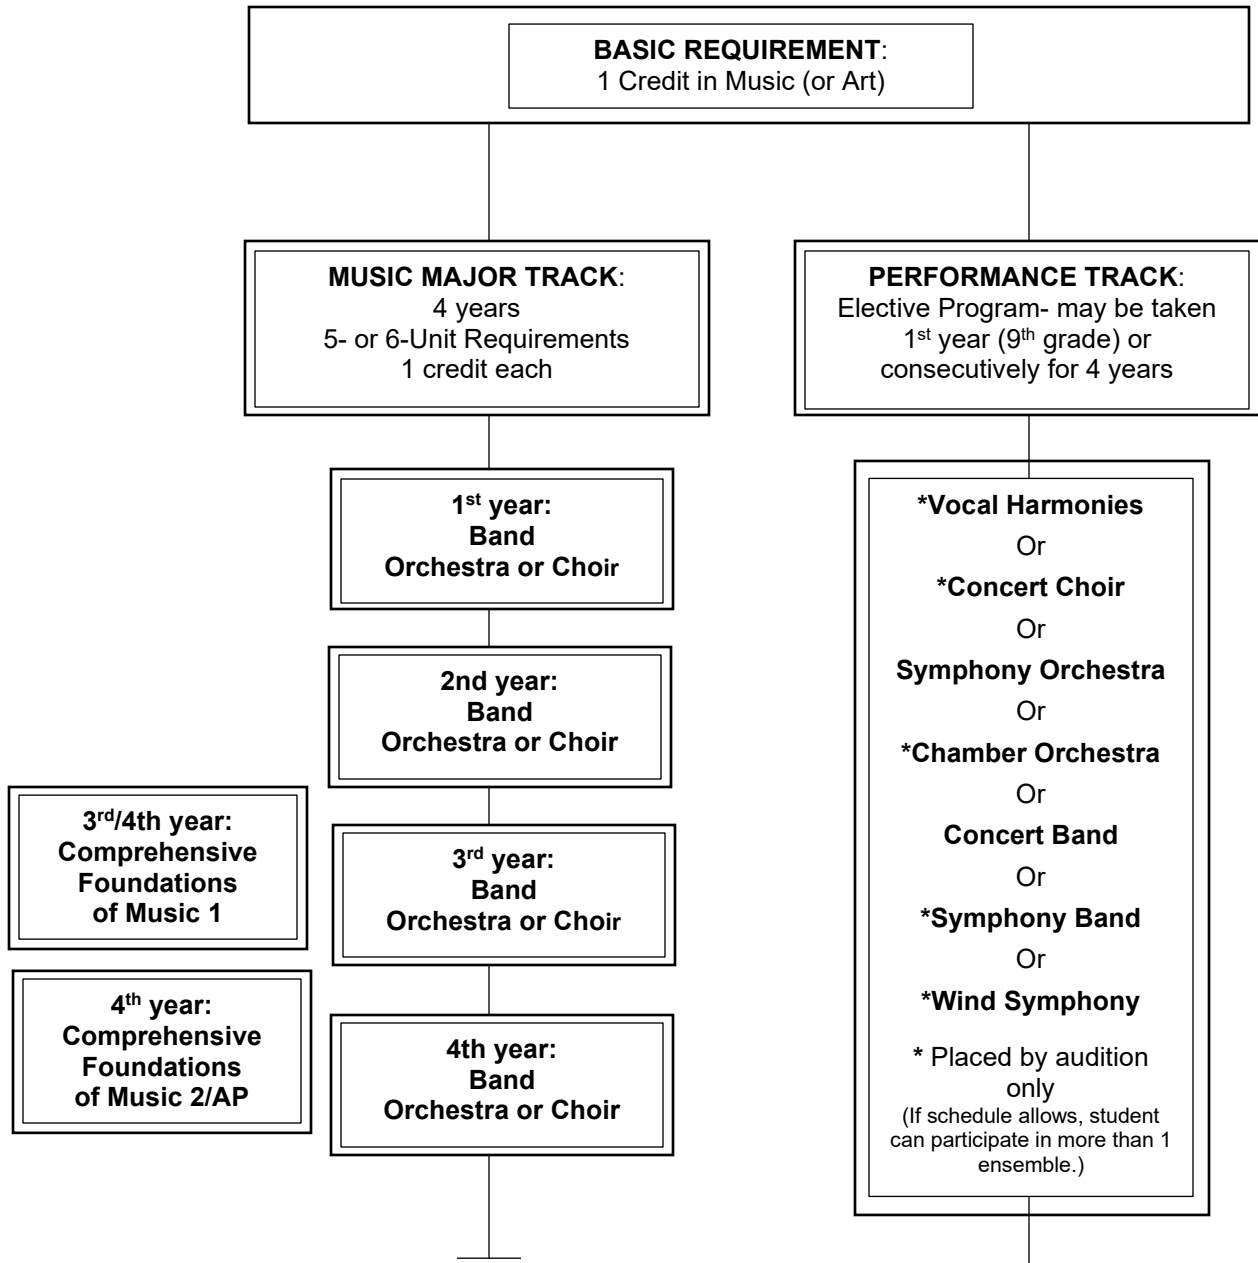 BASIC REQUIREMENT:
1 Credit in Music (or Art)
MUSIC MAJOR TRACK:
4 years
5- or 6-Unit Requirements
1 credit each
PERFORMANCE TRACK:
Elective Program- may be taken
1st year (9th grade) or
consecutively for 4 years
1st year:
Band
Orchestra or Choir
2nd year:
Band
Orchestra or Choir
3rd/4th year:
Comprehensive
Foundations
of Music 1
3rd year:
Band
Orchestra or Choir
4th year:
Comprehensive
Foundations
of Music 2/AP
4th year:
Band
Orchestra or Choir
*Vocal Harmonies
Or
*Concert Choir
Or
Symphony Orchestra
Or
*Chamber Orchestra
Or
Concert Band
Or
*Symphony Band
Or
*Wind Symphony
* Placed by audition
only
(If schedule allows, student
can participate in more than 1
ensemble.)